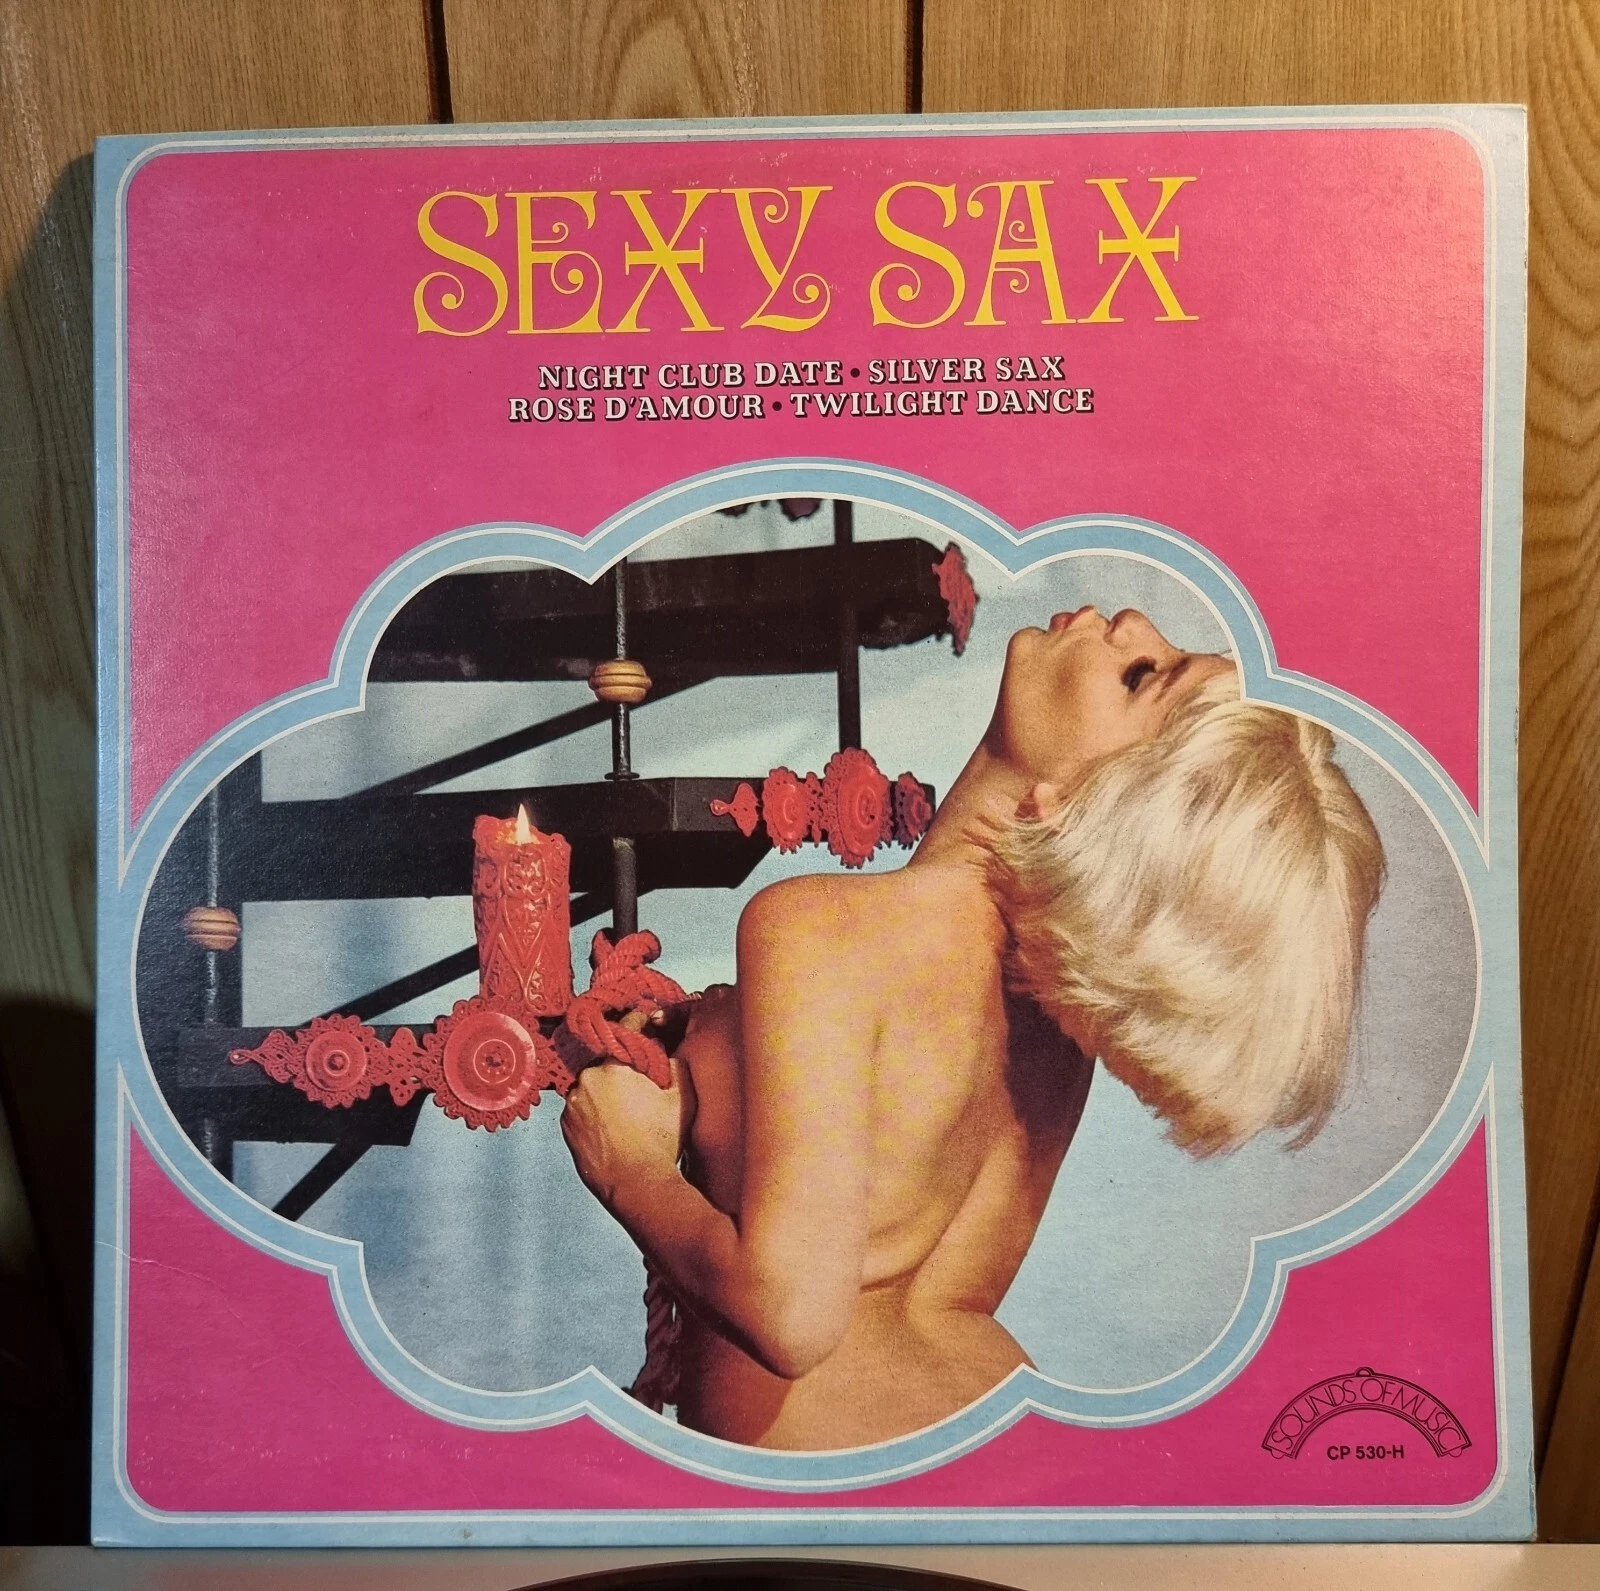 SEXY SAX
NIGHT CLUB DATE • SILVER SAX
ROSE D'AMOUR • TWILIGHT DANCE
SOUNDS OF MUSIC
CP 530-H